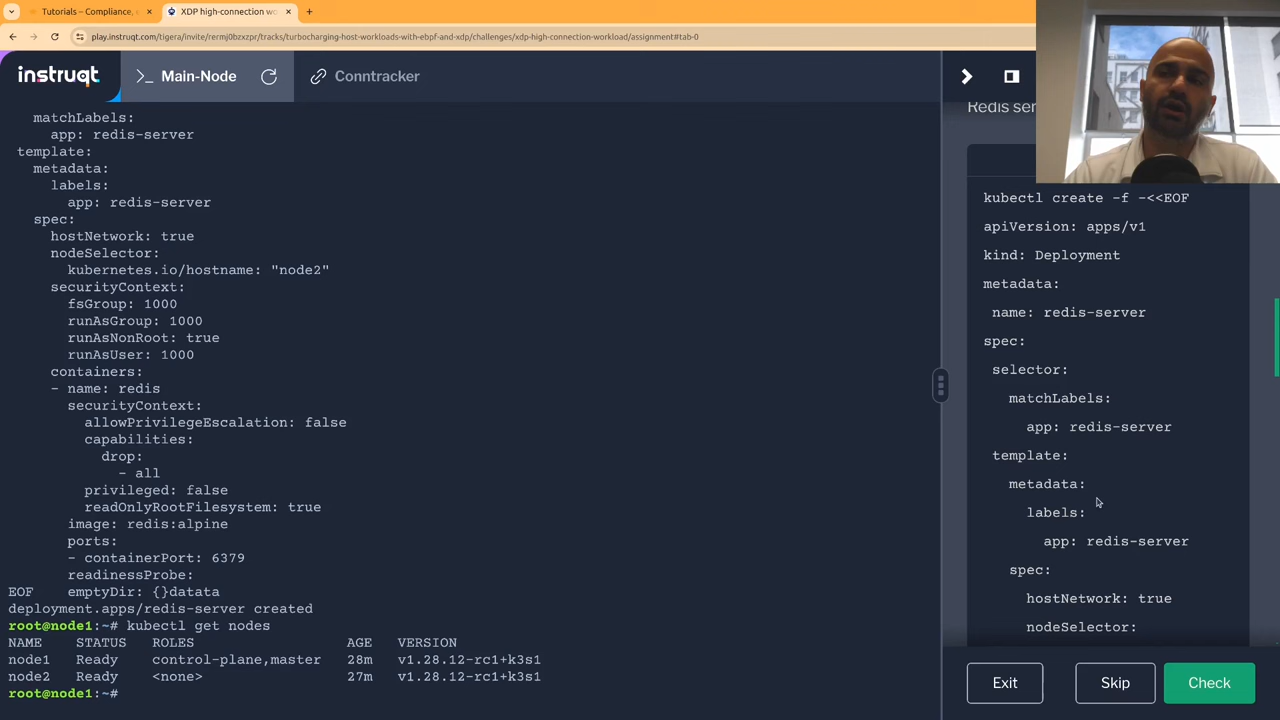 Tutorials – Compliance, 
XDP high-connection wo
play.instruqt.com/tigera/invite/rermj0bzxzpr/tracks/turbocharging-host-workloads-with-ebpf-and-xdp/challenges/xdp-high-connection-workload/assignment#tab-0
instruqt
>_ Main-Node
Conntracker
matchLabels:
app: redis-server
template:
metadata:
labels:
app: redis-server
spec:
hostNetwork: true
nodeSelector:
kubernetes.io/hostname: "node2"
securityContext:
fsGroup: 1000
runAsGroup: 1000
runAsNonRoot: true
runAsUser: 1000
containers:
- name: redis
securityContext:
allowPrivilegeEscalation: false
capabilities:
drop:
- all
privileged: false
readOnlyRootFilesystem: true
image: redis:alpine
ports:
- containerPort: 6379
readinessProbe:
EOF emptyDir: {}datata
deployment.apps/redis-server created
root@node1:~# kubectl get nodes
NAME STATUS ROLES AGE VERSION
node1 Ready control-plane,master 28m v1.28.12-rc1+k3s1
node2 Ready <none> 27m v1.28.12-rc1+k3s1
root@node1:~#
Redis ser
kubectl create -f -<<EOF
apiVersion: apps/v1
kind: Deployment
metadata:
name: redis-server
spec:
selector:
matchLabels:
app: redis-server
template:
metadata:
labels:
app: redis-server
spec:
hostNetwork: true
nodeSelector:
Exit
Skip
Check